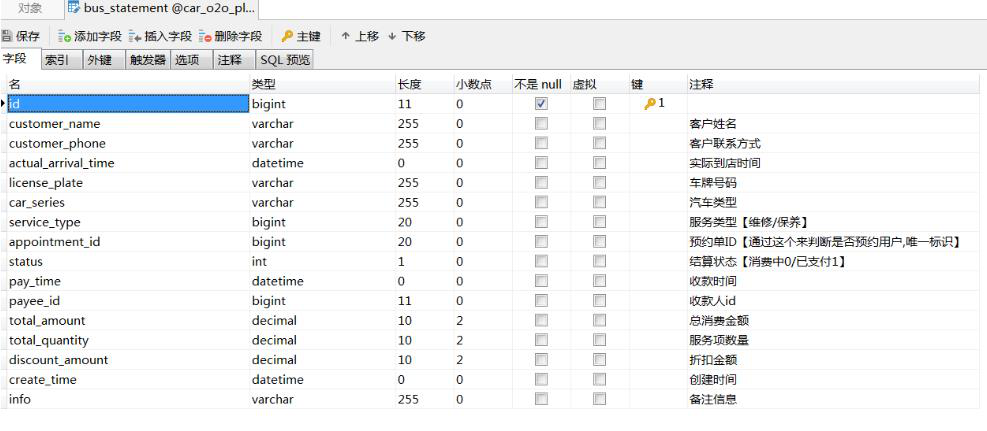 对象 bus_statement @car_o2o_pl...
保存 添加字段 插入字段 删除字段 主键 上移 下移
字段 索引 外键 触发器 选项 注释 SQL 预览
名 类型 长度 小数点 不是 null 虚拟 键 注释
id bigint 11 0 1
customer_name varchar 255 0 客户姓名
customer_phone varchar 255 0 客户联系方式
actual_arrival_time datetime 0 0 实际到店时间
license_plate varchar 255 0 车牌号码
car_series varchar 255 0 汽车类型
service_type bigint 20 0 服务类型【维修/保养】
appointment_id bigint 20 0 预约单ID【通过这个来判断是否预约用户,唯一标识】
status int 1 0 结算状态【消费中0/已支付1】
pay_time datetime 0 0 收款时间
payee_id bigint 11 0 收款人id
total_amount decimal 10 2 总消费金额
total_quantity decimal 10 2 服务项数量
discount_amount decimal 10 2 折扣金额
create_time datetime 0 0 创建时间
info varchar 255 0 备注信息